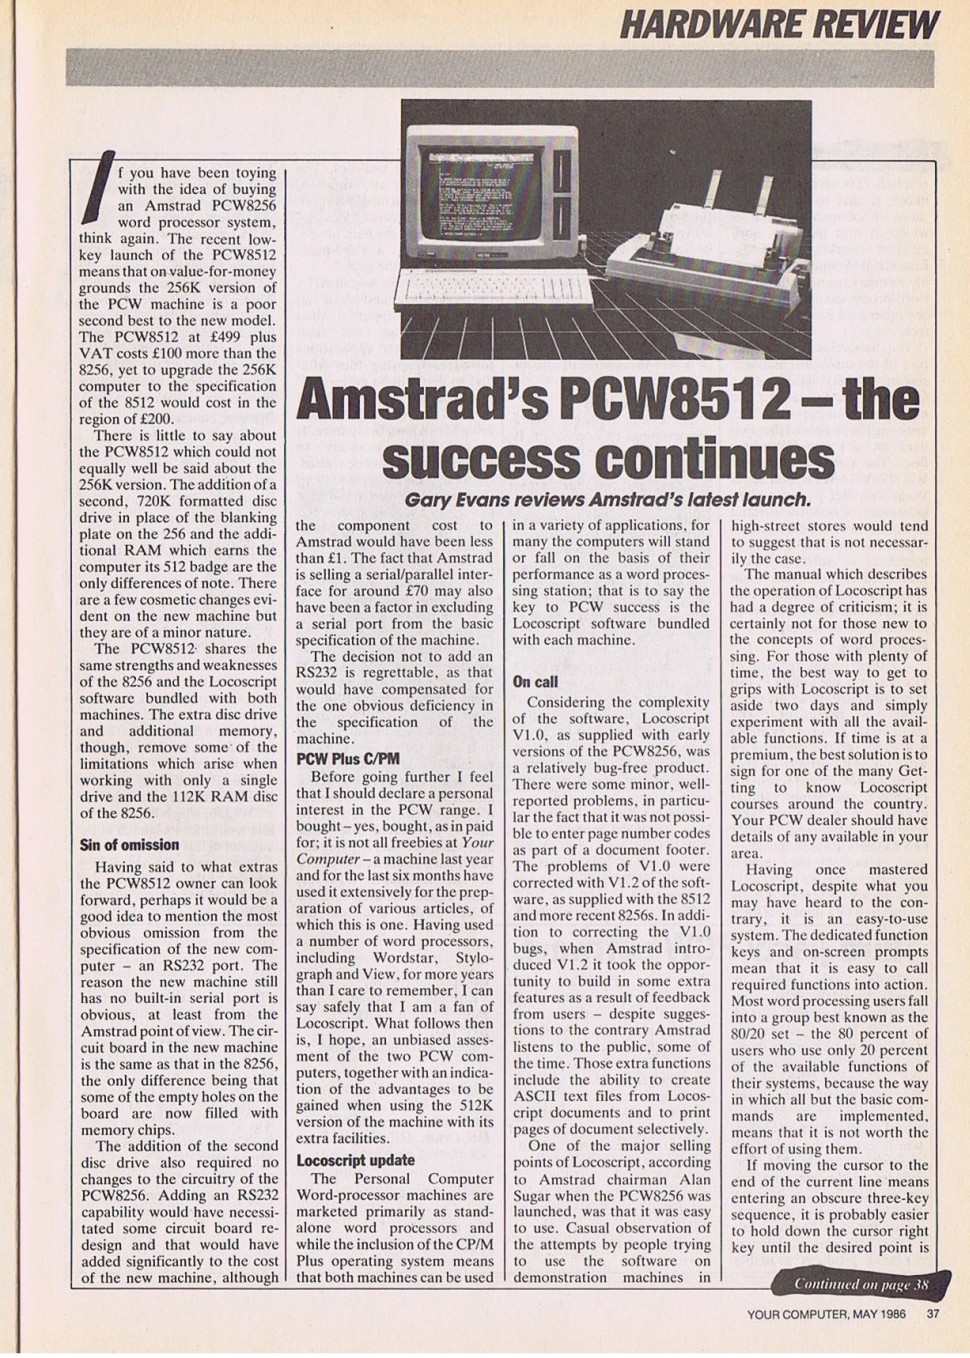 HARDWARE REVIEW
If you have been toying
with the idea of buying
an Amstrad PCW8256
word processor system,
think again. The recent low-
key launch of the PCW8512
means that on value-for-money
grounds the 256K version of
the PCW machine is a poor
second best to the new model.
The PCW8512 at £499 plus
VAT costs £100 more than the
8256, yet to upgrade the 256K
computer to the specification
of the 8512 would cost in the
region of £200.
There is little to say about
the PCW8512 which could not
equally well be said about the
256K version. The addition of a
second, 720K formatted disc
drive in place of the blanking
plate on the 256 and the addi-
tional RAM which earns the
computer its 512 badge are the
only differences of note. There
are a few cosmetic changes evi-
dent on the new machine but
they are of a minor nature.
The PCW8512 shares the
same strengths and weaknesses
of the 8256 and the Locoscript
software bundled with both
machines. The extra disc drive
and additional memory,
though, remove some of the
limitations which arise when
working with only a single
drive and the 112K RAM disc
of the 8256.
Sin of omission
Having said to what extras
the PCW8512 owner can look
forward, perhaps it would be a
good idea to mention the most
obvious omission from the
specification of the new com-
puter – an RS232 port. The
reason the new machine still
has no built-in serial port is
obvious, at least from the
Amstrad point of view. The cir-
cuit board in the new machine
is the same as that in the 8256,
the only difference being that
some of the empty holes on the
board are now filled with
memory chips.
The addition of the second
disc drive also required no
changes to the circuitry of the
PCW8256. Adding an RS232
capability would have necessi-
tated some circuit board re-
design and that would have
added significantly to the cost
of the new machine, although
Amstrad's PCW8512 – the
success continues
Gary Evans reviews Amstrad's latest launch.
the component cost to
Amstrad would have been less
than £1. The fact that Amstrad
is selling a serial/parallel inter-
face for around £70 may also
have been a factor in excluding
a serial port from the basic
specification of the machine.
The decision not to add an
RS232 is regrettable, as that
would have compensated for
the one obvious deficiency in
the specification of the
machine.
PCW Plus C/PM
Before going further I feel
that I should declare a personal
interest in the PCW range. I
bought – yes, bought, as in paid
for; it is not all freebies at Your
Computer – a machine last year
and for the last six months have
used it extensively for the prep-
aration of various articles, of
which this is one. Having used
a number of word processors,
including Wordstar, Stylo-
graph and View, for more years
than I care to remember, I can
say safely that I am a fan of
Locoscript. What follows then
is, I hope, an unbiased asses-
ment of the two PCW com-
puters, together with an indica-
tion of the advantages to be
gained when using the 512K
version of the machine with its
extra facilities.
Locoscript update
The Personal Computer
Word-processor machines are
marketed primarily as stand-
alone word processors and
while the inclusion of the CP/M
Plus operating system means
that both machines can be used
in a variety of applications, for
many the computers will stand
or fall on the basis of their
performance as a word proces-
sing station; that is to say the
key to PCW success is the
Locoscript software bundled
with each machine.
On call
Considering the complexity
of the software, Locoscript
V1.0, as supplied with early
versions of the PCW8256, was
a relatively bug-free product.
There were some minor, well-
reported problems, in particu-
lar the fact that it was not possi-
ble to enter page number codes
as part of a document footer.
The problems of V1.0 were
corrected with V1.2 of the soft-
ware, as supplied with the 8512
and more recent 8256s. In addi-
tion to correcting the V1.0
bugs, when Amstrad intro-
duced V1.2 it took the oppor-
tunity to build in some extra
features as a result of feedback
from users – despite sugges-
tions to the contrary Amstrad
listens to the public, some of
the time. Those extra functions
include the ability to create
ASCII text files from Locos-
cript documents and to print
pages of document selectively.
One of the major selling
points of Locoscript, according
to Amstrad chairman Alan
Sugar when the PCW8256 was
launched, was that it was easy
to use. Casual observation of
the attempts by people trying
to use the software on
demonstration machines in
high-street stores would tend
to suggest that is not necessar-
ily the case.
The manual which describes
the operation of Locoscript has
had a degree of criticism; it is
certainly not for those new to
the concepts of word proces-
sing. For those with plenty of
time, the best way to get to
grips with Locoscript is to set
aside two days and simply
experiment with all the avail-
able functions. If time is at a
premium, the best solution is to
sign for one of the many Get-
ting to know Locoscript
courses around the country.
Your PCW dealer should have
details of any available in your
area.
Having once mastered
Locoscript, despite what you
may have heard to the con-
trary, it is an easy-to-use
system. The dedicated function
keys and on-screen prompts
mean that it is easy to call
required functions into action.
Most word processing users fall
into a group best known as the
80/20 set – the 80 percent of
users who use only 20 percent
of the available functions of
their systems, because the way
in which all but the basic com-
mands are implemented,
means that it is not worth the
effort of using them.
If moving the cursor to the
end of the current line means
entering an obscure three-key
sequence, it is probably easier
to hold down the cursor right
key until the desired point is
Continued on page 38
YOUR COMPUTER, MAY 1986 37